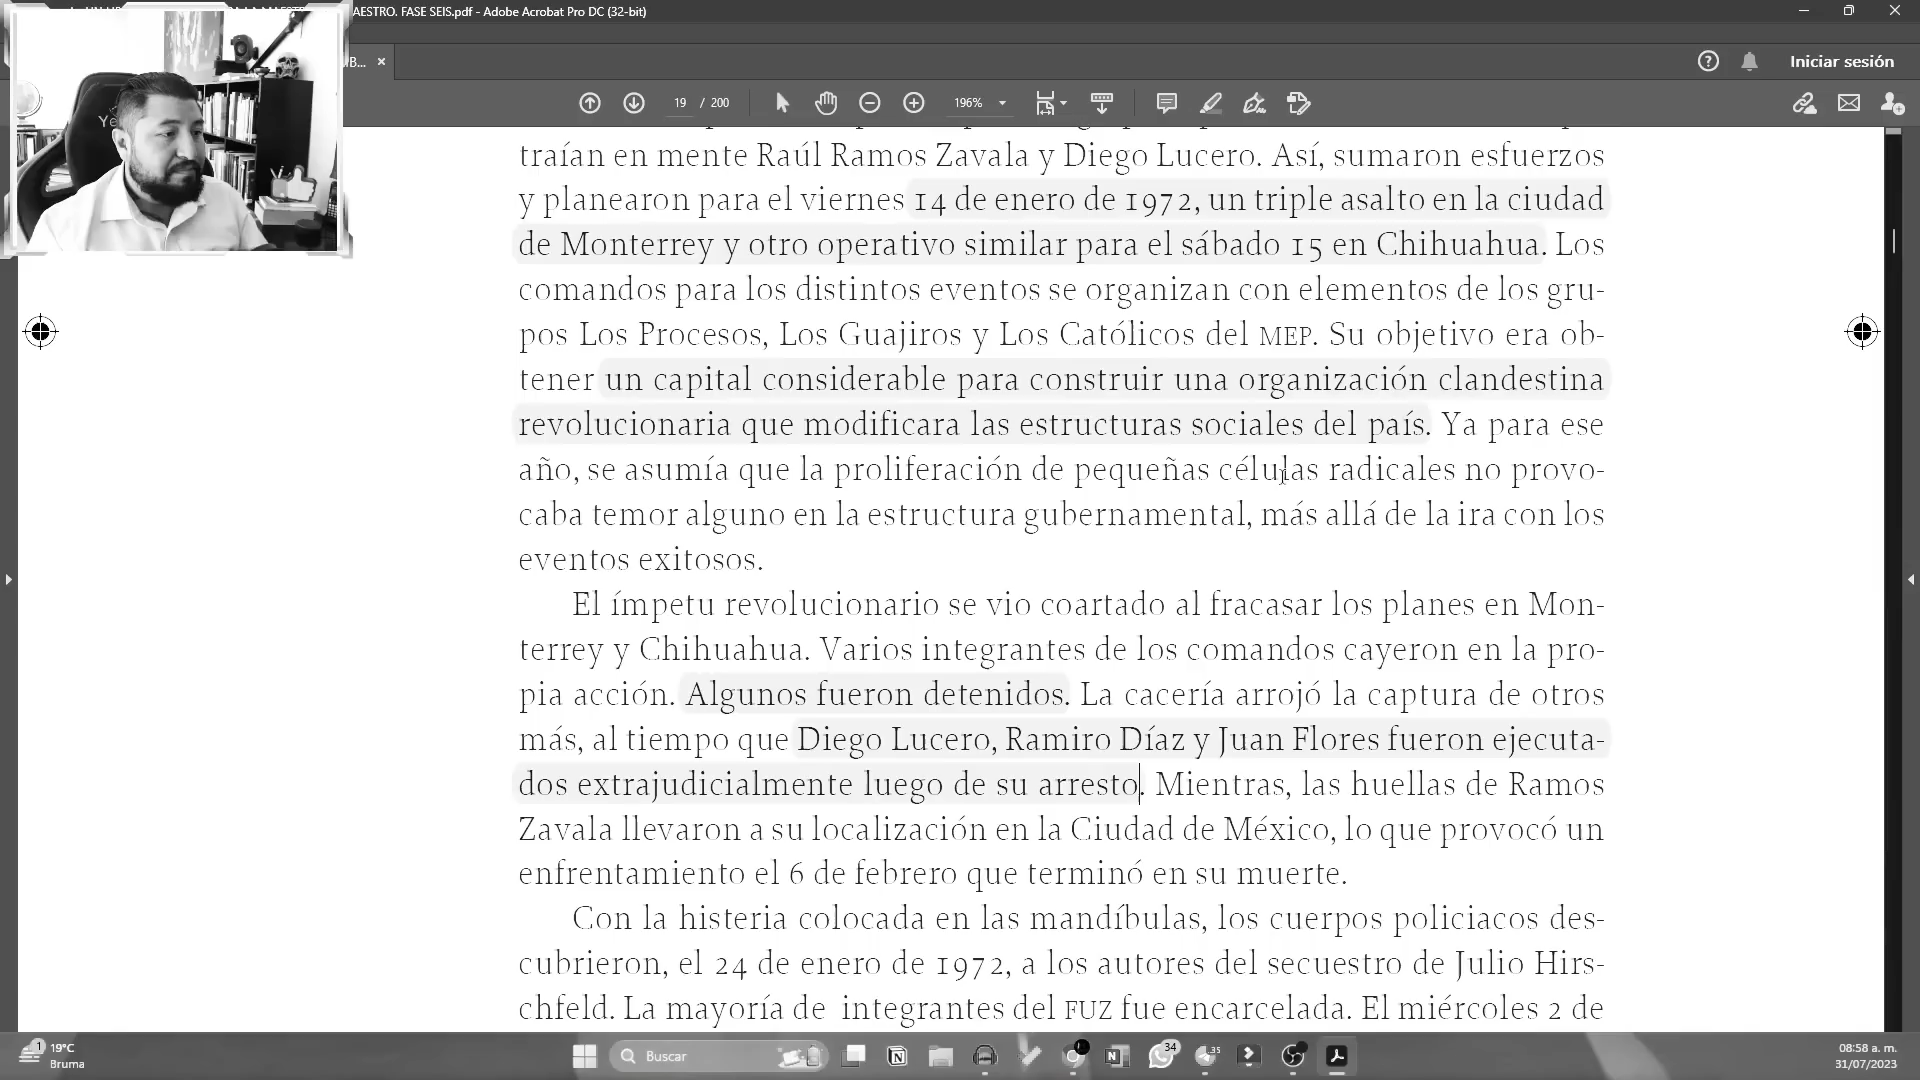 AESTRO. FASE SEIS.pdf - Adobe Acrobat Pro DC (32-bit)
B...
Iniciar sesión
19 / 200
196%
traían en mente Raúl Ramos Zavala y Diego Lucero. Así, sumaron esfuerzos
y planearon para el viernes 14 de enero de 1972, un triple asalto en la ciudad
de Monterrey y otro operativo similar para el sábado 15 en Chihuahua. Los
comandos para los distintos eventos se organizan con elementos de los gru-
pos Los Procesos, Los Guajiros y Los Católicos del MEP. Su objetivo era ob-
tener un capital considerable para construir una organización clandestina
revolucionaria que modificara las estructuras sociales del país. Ya para ese
año, se asumía que la proliferación de pequeñas células radicales no provo-
caba temor alguno en la estructura gubernamental, más allá de la ira con los
eventos exitosos.
El ímpetu revolucionario se vio coartado al fracasar los planes en Mon-
terrey y Chihuahua. Varios integrantes de los comandos cayeron en la pro-
pia acción. Algunos fueron detenidos. La cacería arrojó la captura de otros
más, al tiempo que Diego Lucero, Ramiro Díaz y Juan Flores fueron ejecuta-
dos extrajudicialmente luego de su arresto. Mientras, las huellas de Ramos
Zavala llevaron a su localización en la Ciudad de México, lo que provocó un
enfrentamiento el 6 de febrero que terminó en su muerte.
Con la histeria colocada en las mandíbulas, los cuerpos policiacos des-
cubrieron, el 24 de enero de 1972, a los autores del secuestro de Julio Hirs-
chfeld. La mayoría de integrantes del FUZ fue encarcelada. El miércoles 2 de
1
19°C
Bruma
Buscar
34
35
08:58 a. m.
31/07/2023